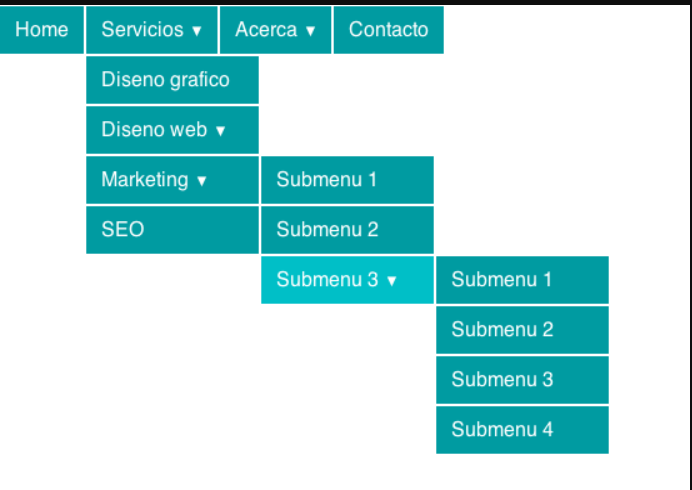 Home Servicios ▾ Acerca ▾ Contacto
Diseno grafico
Diseno web ▾
Marketing ▾ Submenu 1
SEO Submenu 2
Submenu 3 ▾ Submenu 1
Submenu 2
Submenu 3
Submenu 4